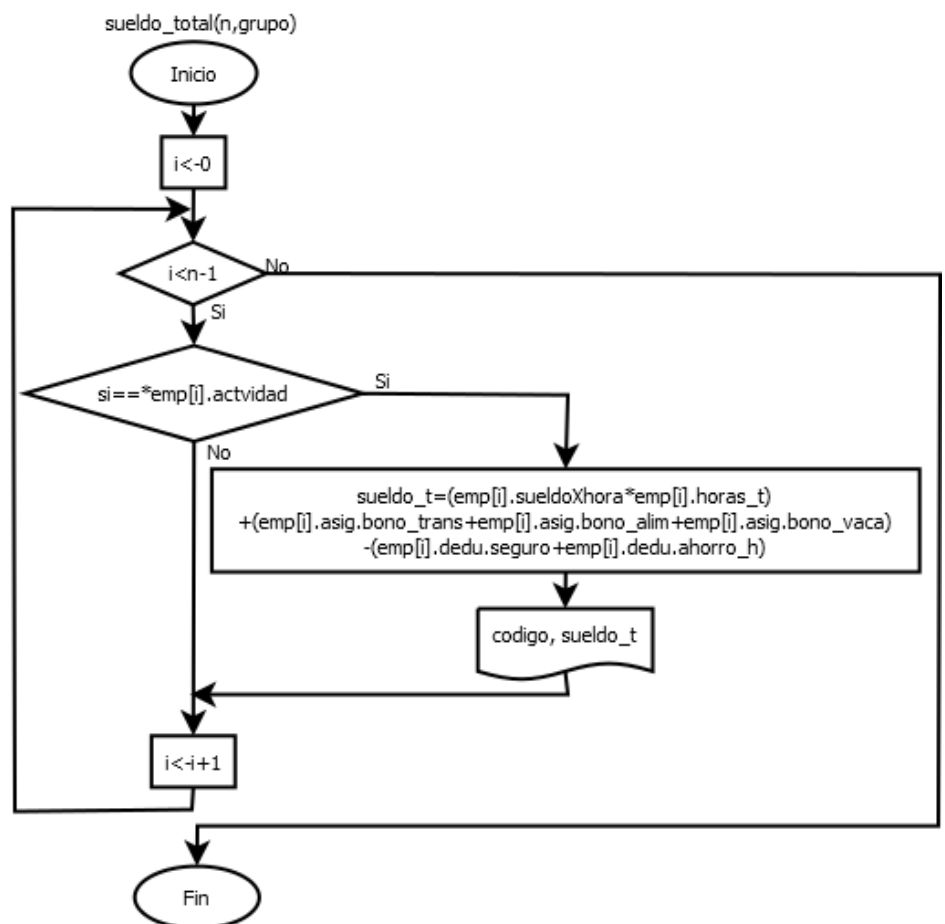 sueldo_total(n,grupo)
Inicio
i<-0
i<n-1
No
Si
si==*emp[i].actvidad
Si
No
sueldo_t=(emp[i].sueldoXhora*emp[i].horas_t)
+(emp[i].asig.bono_trans+emp[i].asig.bono_alim+emp[i].asig.bono_vaca)
-(emp[i].dedu.seguro+emp[i].dedu.ahorro_h)
codigo, sueldo_t
i<-i+1
Fin